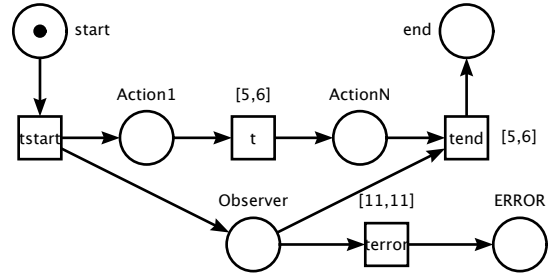 start
end
Action1
[5,6]
ActionN
tstart
t
tend
[5,6]
Observer
[11,11]
ERROR
terror